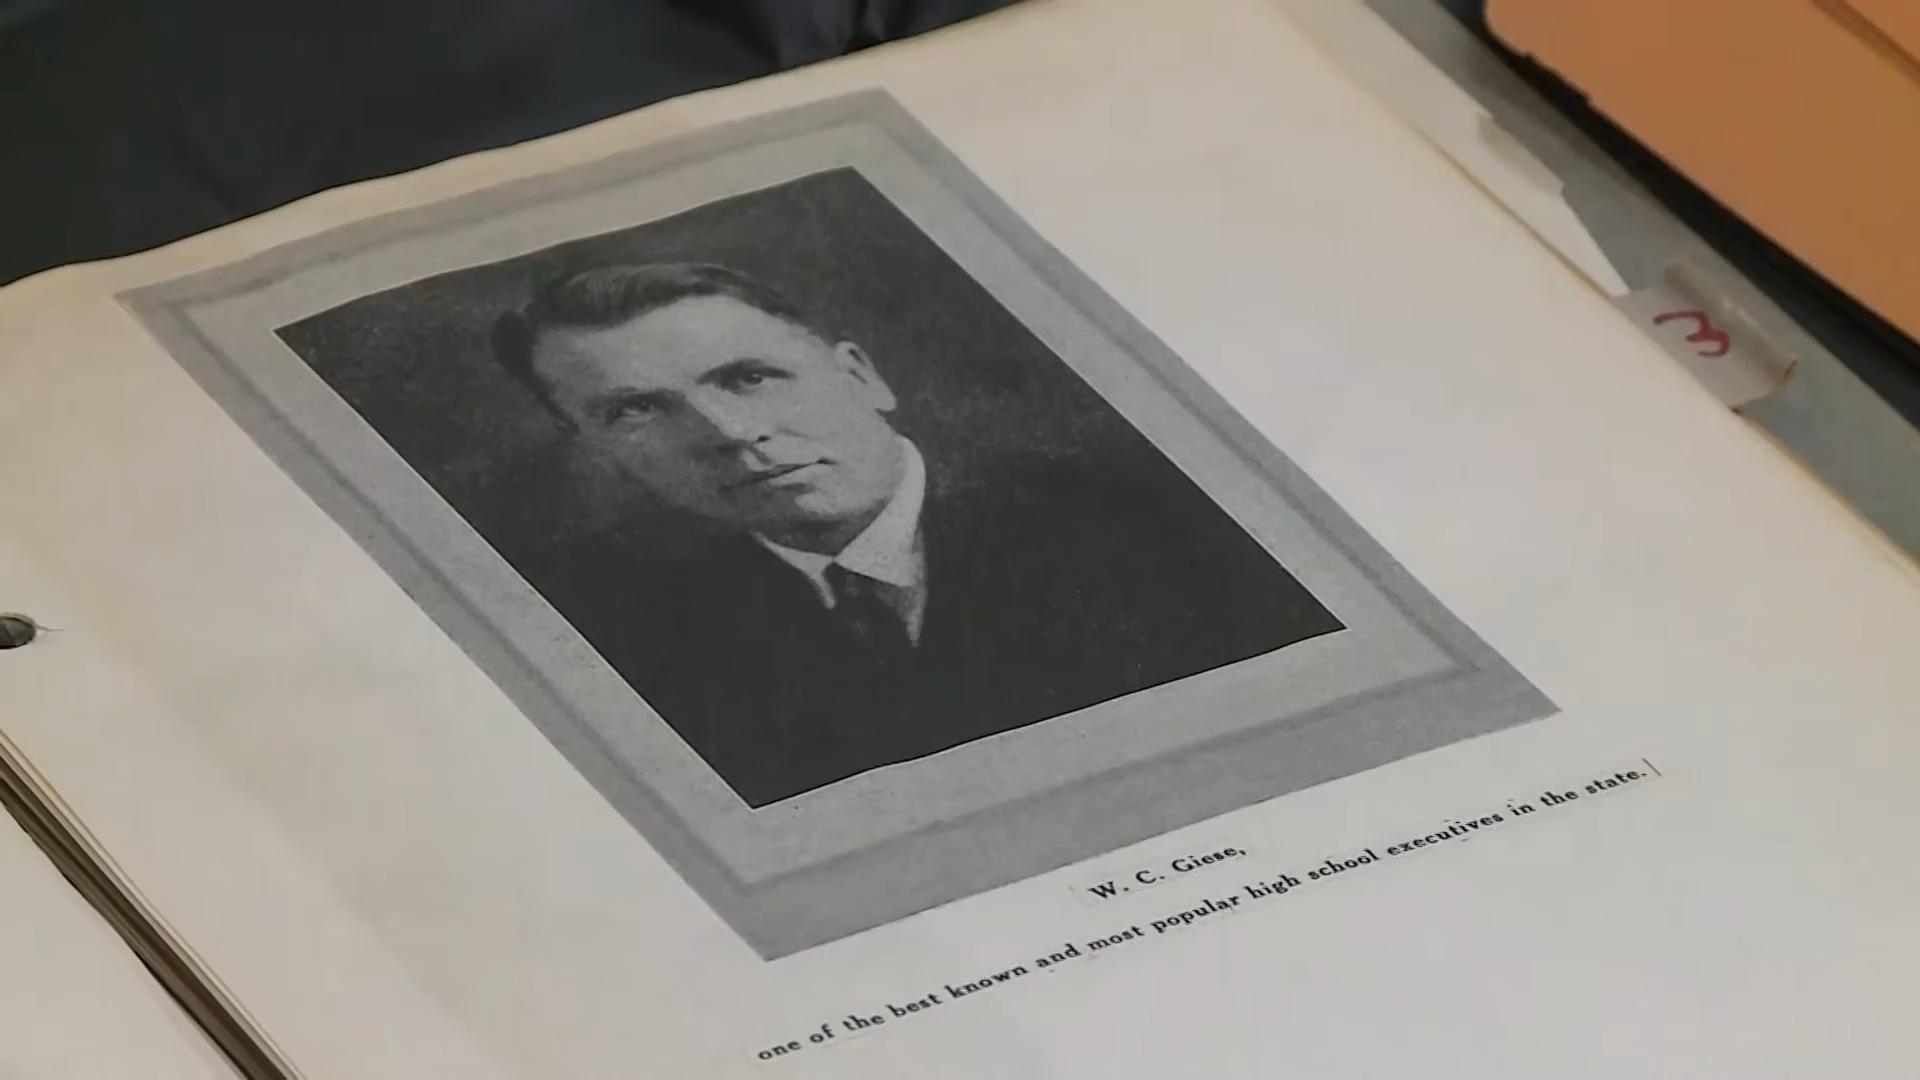 3
W. C. Giese,
one of the best known and most popular high school executives in the state.